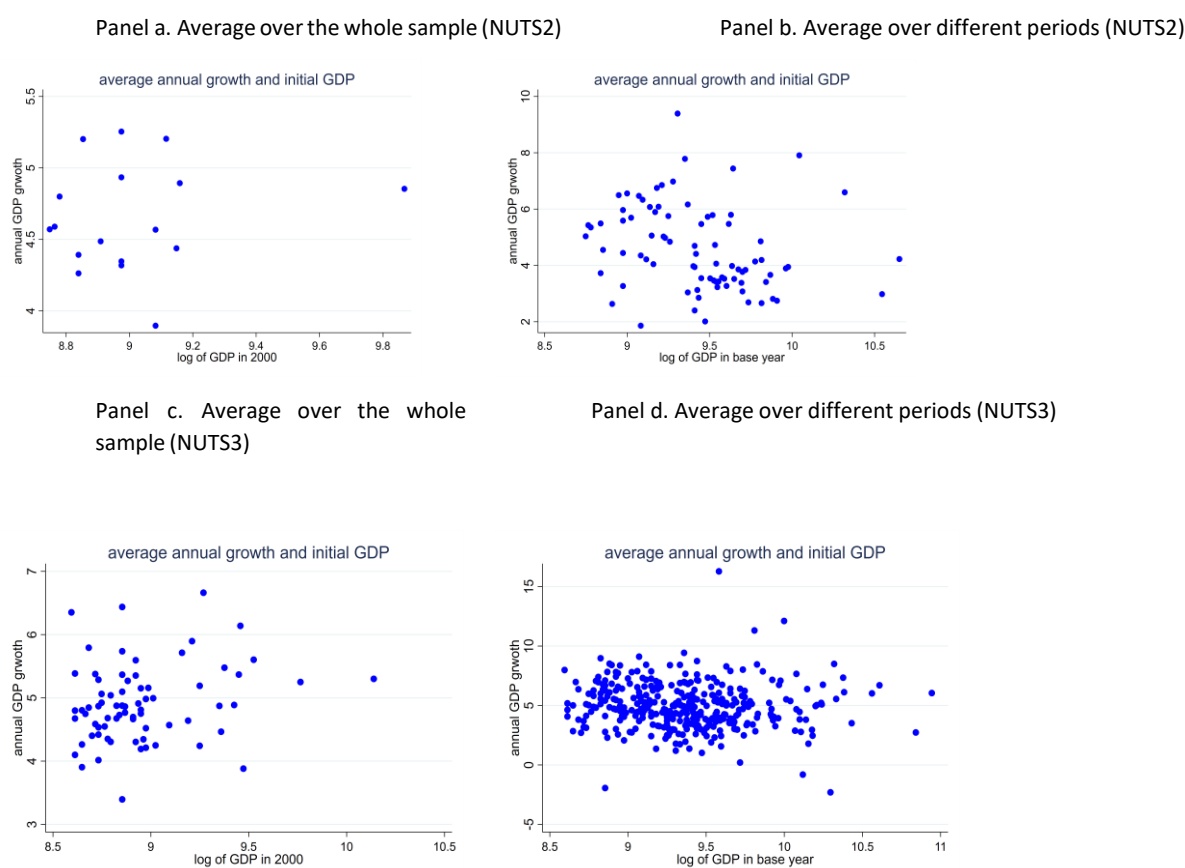 Panel a. Average over the whole sample (NUTS2)
Panel b. Average over different periods (NUTS2)
average annual growth and initial GDP
annual GDP grwoth
5.5
5
4.5
4
8.8 9 9.2 9.4 9.6 9.8
log of GDP in 2000
average annual growth and initial GDP
annual GDP grwoth
10
8
6
4
2
8.5 9 9.5 10 10.5
log of GDP in base year
Panel c. Average over the whole
sample (NUTS3)
Panel d. Average over different periods (NUTS3)
average annual growth and initial GDP
annual GDP growoth
7
6
5
4
3
8.5 9 9.5 10 10.5
log of GDP in 2000
average annual growth and initial GDP
annual GDP growoth
15
10
5
0
-5
8.5 9 9.5 10 10.5 11
log of GDP in base year